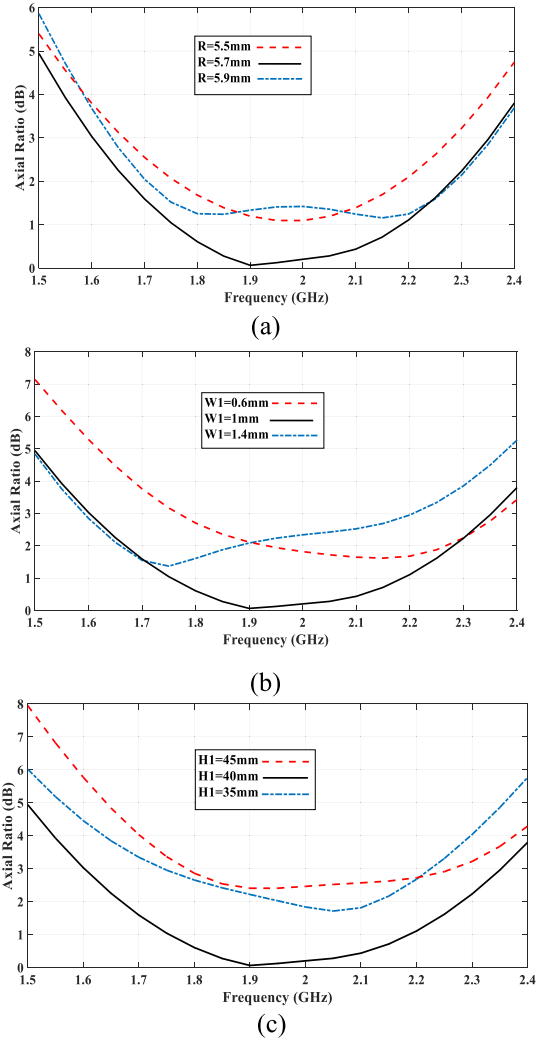 6
5
4
3
2
1
0
Axial Ratio (dB)
R=5.5mm
R=5.7mm
R=5.9mm
1.5 1.6 1.7 1.8 1.9 2 2.1 2.2 2.3 2.4
Frequency (GHz)
(a)
8
7
6
5
4
3
2
1
0
Axial Ratio (dB)
W1=0.6mm
W1=1mm
W1=1.4mm
1.5 1.6 1.7 1.8 1.9 2 2.1 2.2 2.3 2.4
Frequency (GHz)
(b)
8
7
6
5
4
3
2
1
0
Axial Ratio (dB)
H1=45mm
H1=40mm
H1=35mm
1.5 1.6 1.7 1.8 1.9 2 2.1 2.2 2.3 2.4
Frequency (GHz)
(c)